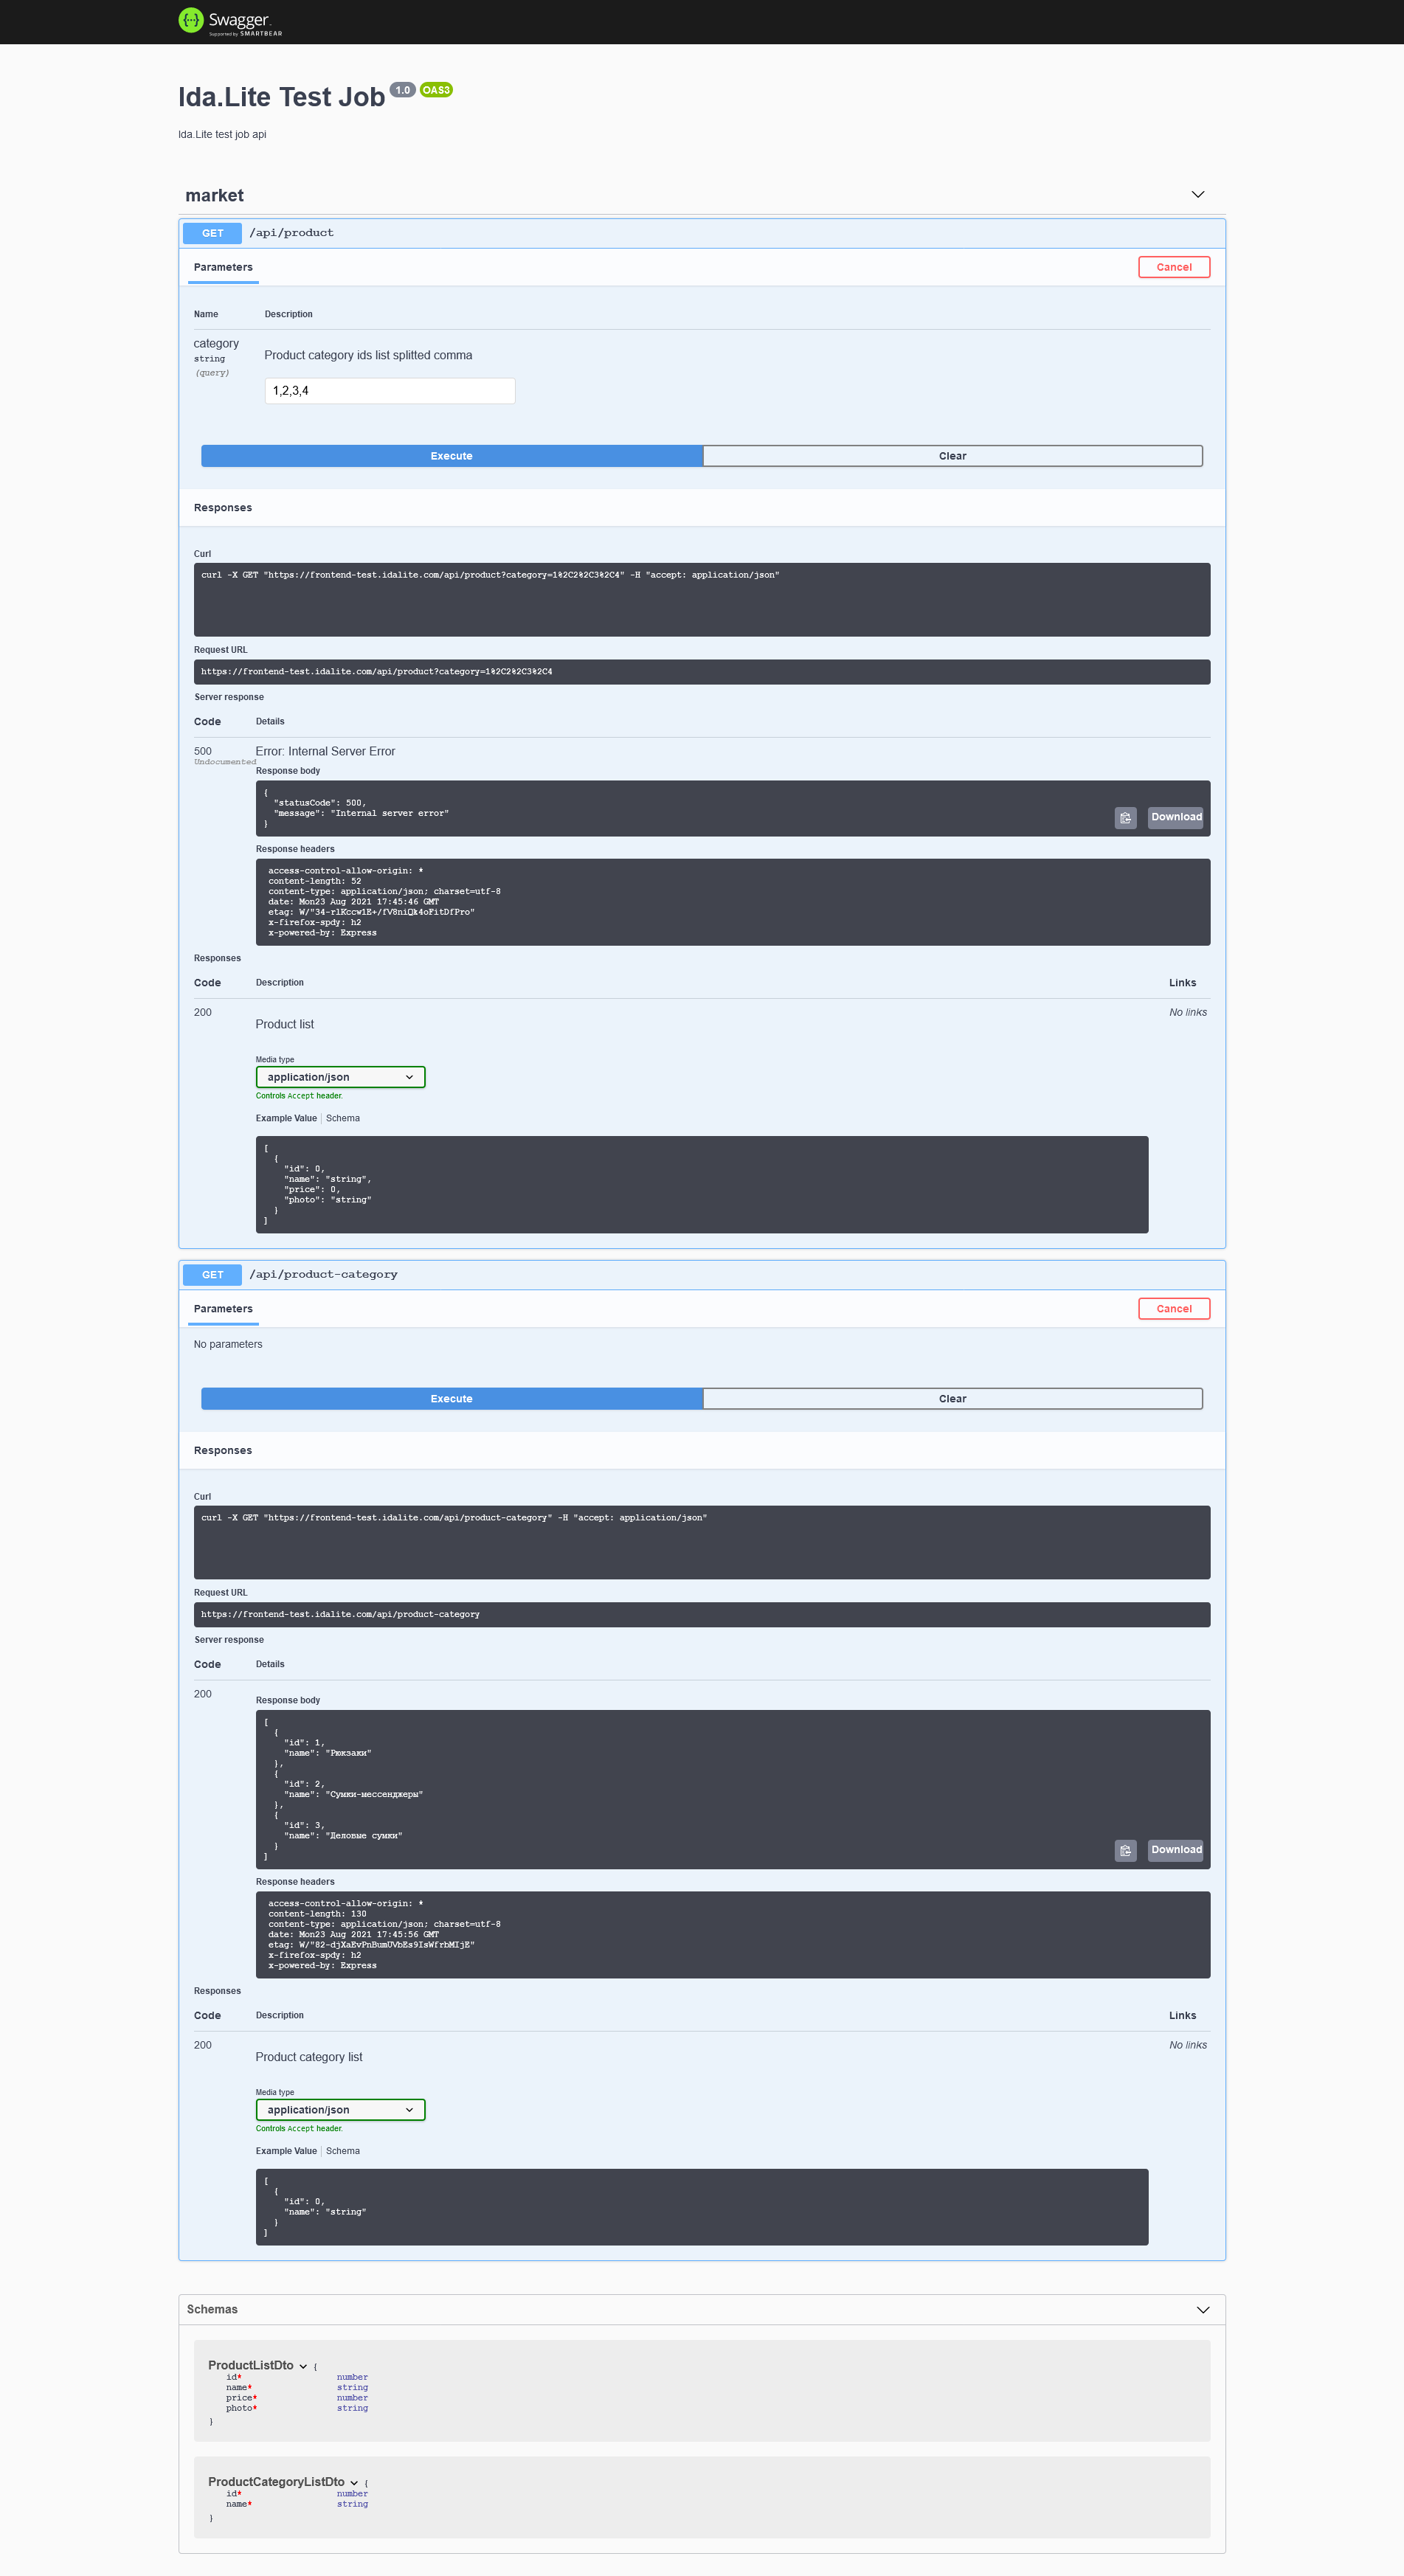 Swagger.
Supported by SMARTBEAR
Ida.Lite Test Job 1.0 OAS3
Ida.Lite test job api
market
GET /api/product
Parameters Cancel
Name Description
category
string
(query)
Product category ids list splitted comma
1,2,3,4
Execute Clear
Responses
Curl
curl -X GET "https://frontend-test.idalite.com/api/product?category=1%2C2%2C3%2C4" -H "accept: application/json"
Request URL
https://frontend-test.idalite.com/api/product?category=1%2C2%2C3%2C4
Server response
Code Details
500 Error: Internal Server Error
Undocumented
Response body
{
"statusCode": 500,
"message": "Internal server error"
}
Download
Response headers
access-control-allow-origin: *
content-length: 52
content-type: application/json; charset=utf-8
date: Mon23 Aug 2021 17:45:46 GMT
etag: W/"34-rlKccw1E+/fV8niQk4oFitDfPro"
x-firefox-spdy: h2
x-powered-by: Express
Responses
Code Description Links
200 No links
Product list
Media type
application/json
Controls Accept header.
Example Value Schema
[
{
"id": 0,
"name": "string",
"price": 0,
"photo": "string"
}
]
GET /api/product-category
Parameters Cancel
No parameters
Execute Clear
Responses
Curl
curl -X GET "https://frontend-test.idalite.com/api/product-category" -H "accept: application/json"
Request URL
https://frontend-test.idalite.com/api/product-category
Server response
Code Details
200
Response body
[
{
"id": 1,
"name": "Рюкзаки"
},
{
"id": 2,
"name": "Сумки-мессенджеры"
},
{
"id": 3,
"name": "Деловые сумки"
}
]
Download
Response headers
access-control-allow-origin: *
content-length: 130
content-type: application/json; charset=utf-8
date: Mon23 Aug 2021 17:45:56 GMT
etag: W/"82-djXaEvPnBumUVbEs9IsWfrbMIjE"
x-firefox-spdy: h2
x-powered-by: Express
Responses
Code Description Links
200 No links
Product category list
Media type
application/json
Controls Accept header.
Example Value Schema
[
{
"id": 0,
"name": "string"
}
]
Schemas
ProductListDto {
id* number
name* string
price* number
photo* string
}
ProductCategoryListDto {
id* number
name* string
}